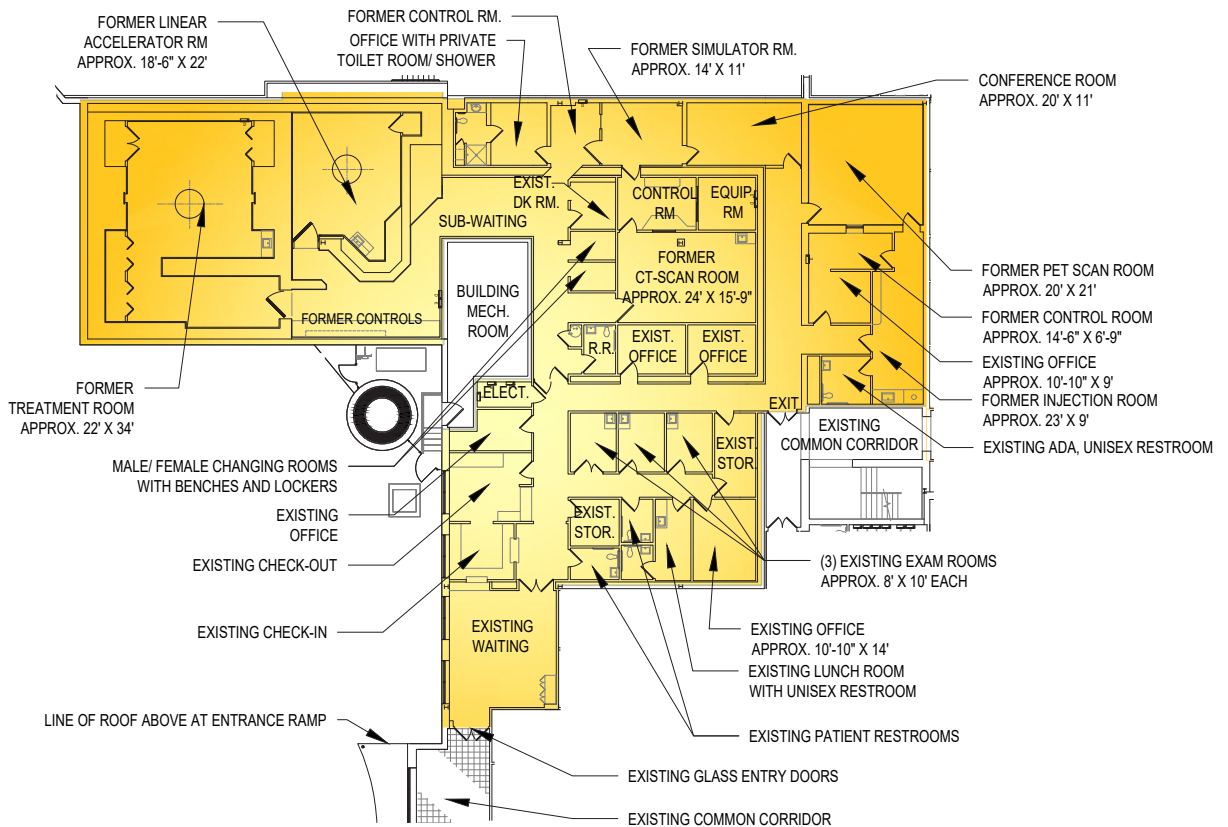 FORMER LINEAR
ACCELERATOR RM
APPROX. 18'-6" X 22'
FORMER CONTROL RM.
OFFICE WITH PRIVATE
TOILET ROOM/ SHOWER
FORMER SIMULATOR RM.
APPROX. 14' X 11'
CONFERENCE ROOM
APPROX. 20' X 11'
EXIST.
DK RM.
CONTROL
RM
EQUIP
RM
SUB-WAITING
FORMER
CT-SCAN ROOM
APPROX. 24' X 15'-9"
BUILDING
MECH.
ROOM
FORMER CONTROLS
R.R.
EXIST.
OFFICE
EXIST.
OFFICE
FORMER PET SCAN ROOM
APPROX. 20' X 21'
FORMER CONTROL ROOM
APPROX. 14'-6" X 6'-9"
EXISTING OFFICE
APPROX. 10'-10" X 9'
FORMER INJECTION ROOM
APPROX. 23' X 9'
EXISTING ADA, UNISEX RESTROOM
FORMER
TREATMENT ROOM
APPROX. 22' X 34'
ELECT.
EXIT
EXISTING
COMMON CORRIDOR
MALE/ FEMALE CHANGING ROOMS
WITH BENCHES AND LOCKERS
EXIST.
STOR.
EXISTING
OFFICE
EXIST.
STOR.
EXISTING CHECK-OUT
(3) EXISTING EXAM ROOMS
APPROX. 8' X 10' EACH
EXISTING CHECK-IN
EXISTING
WAITING
EXISTING OFFICE
APPROX. 10'-10" X 14'
EXISTING LUNCH ROOM
WITH UNISEX RESTROOM
LINE OF ROOF ABOVE AT ENTRANCE RAMP
EXISTING PATIENT RESTROOMS
EXISTING GLASS ENTRY DOORS
EXISTING COMMON CORRIDOR